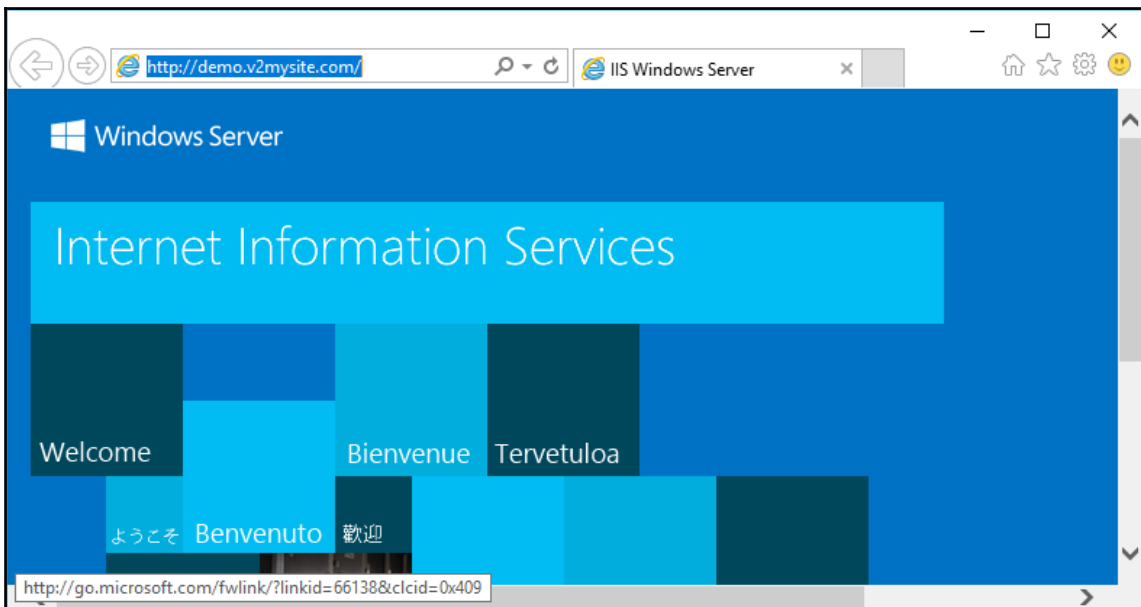 http://demo.v2mysite.com/
IIS Windows Server
Windows Server
Internet Information Services
Welcome
Bienvenue
Tervetuloa
ようこそ
Benvenuto
歡迎
http://go.microsoft.com/fwlink/?linkid=66138&clcid=0x409